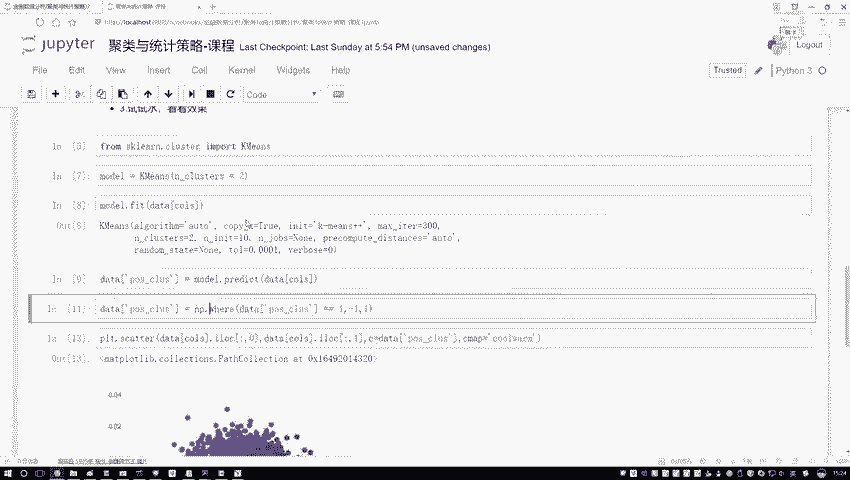 jupyter 聚类与统计策略-课程 Last Checkpoint: Last Sunday at 5:54 PM (unsaved changes)
Logout
File Edit View Insert Cell Kernel Widgets Help
Trusted Python 3
Code
3.试试水，看看效果
In [5] from sklearn.cluster import KMeans
In [7]: model = KMeans(n_clusters = 2)
In [8] model.fit(data[cols])
Out[8] KMeans(algorithm='auto', copy_x=True, init='k-means++', max_iter=300,
n_clusters=2, n_init=10, n_jobs=None, precompute_distances='auto',
random_state=None, tol=0.0001, verbose=0)
In [9] data['pos_clus'] = model.predict(data[cols])
In [11] data['pos_clus'] = np.where(data['pos_clus'] == 1,-1,1)
In [13]. plt.scatter(data[cols].iloc[:,0],data[cols].iloc[:,1],c=data['pos_clus'],cmap='coolwarm')
Out[13]. <matplotlib.collections.PathCollection at 0x16492014320>
0.04
0.02
15:24